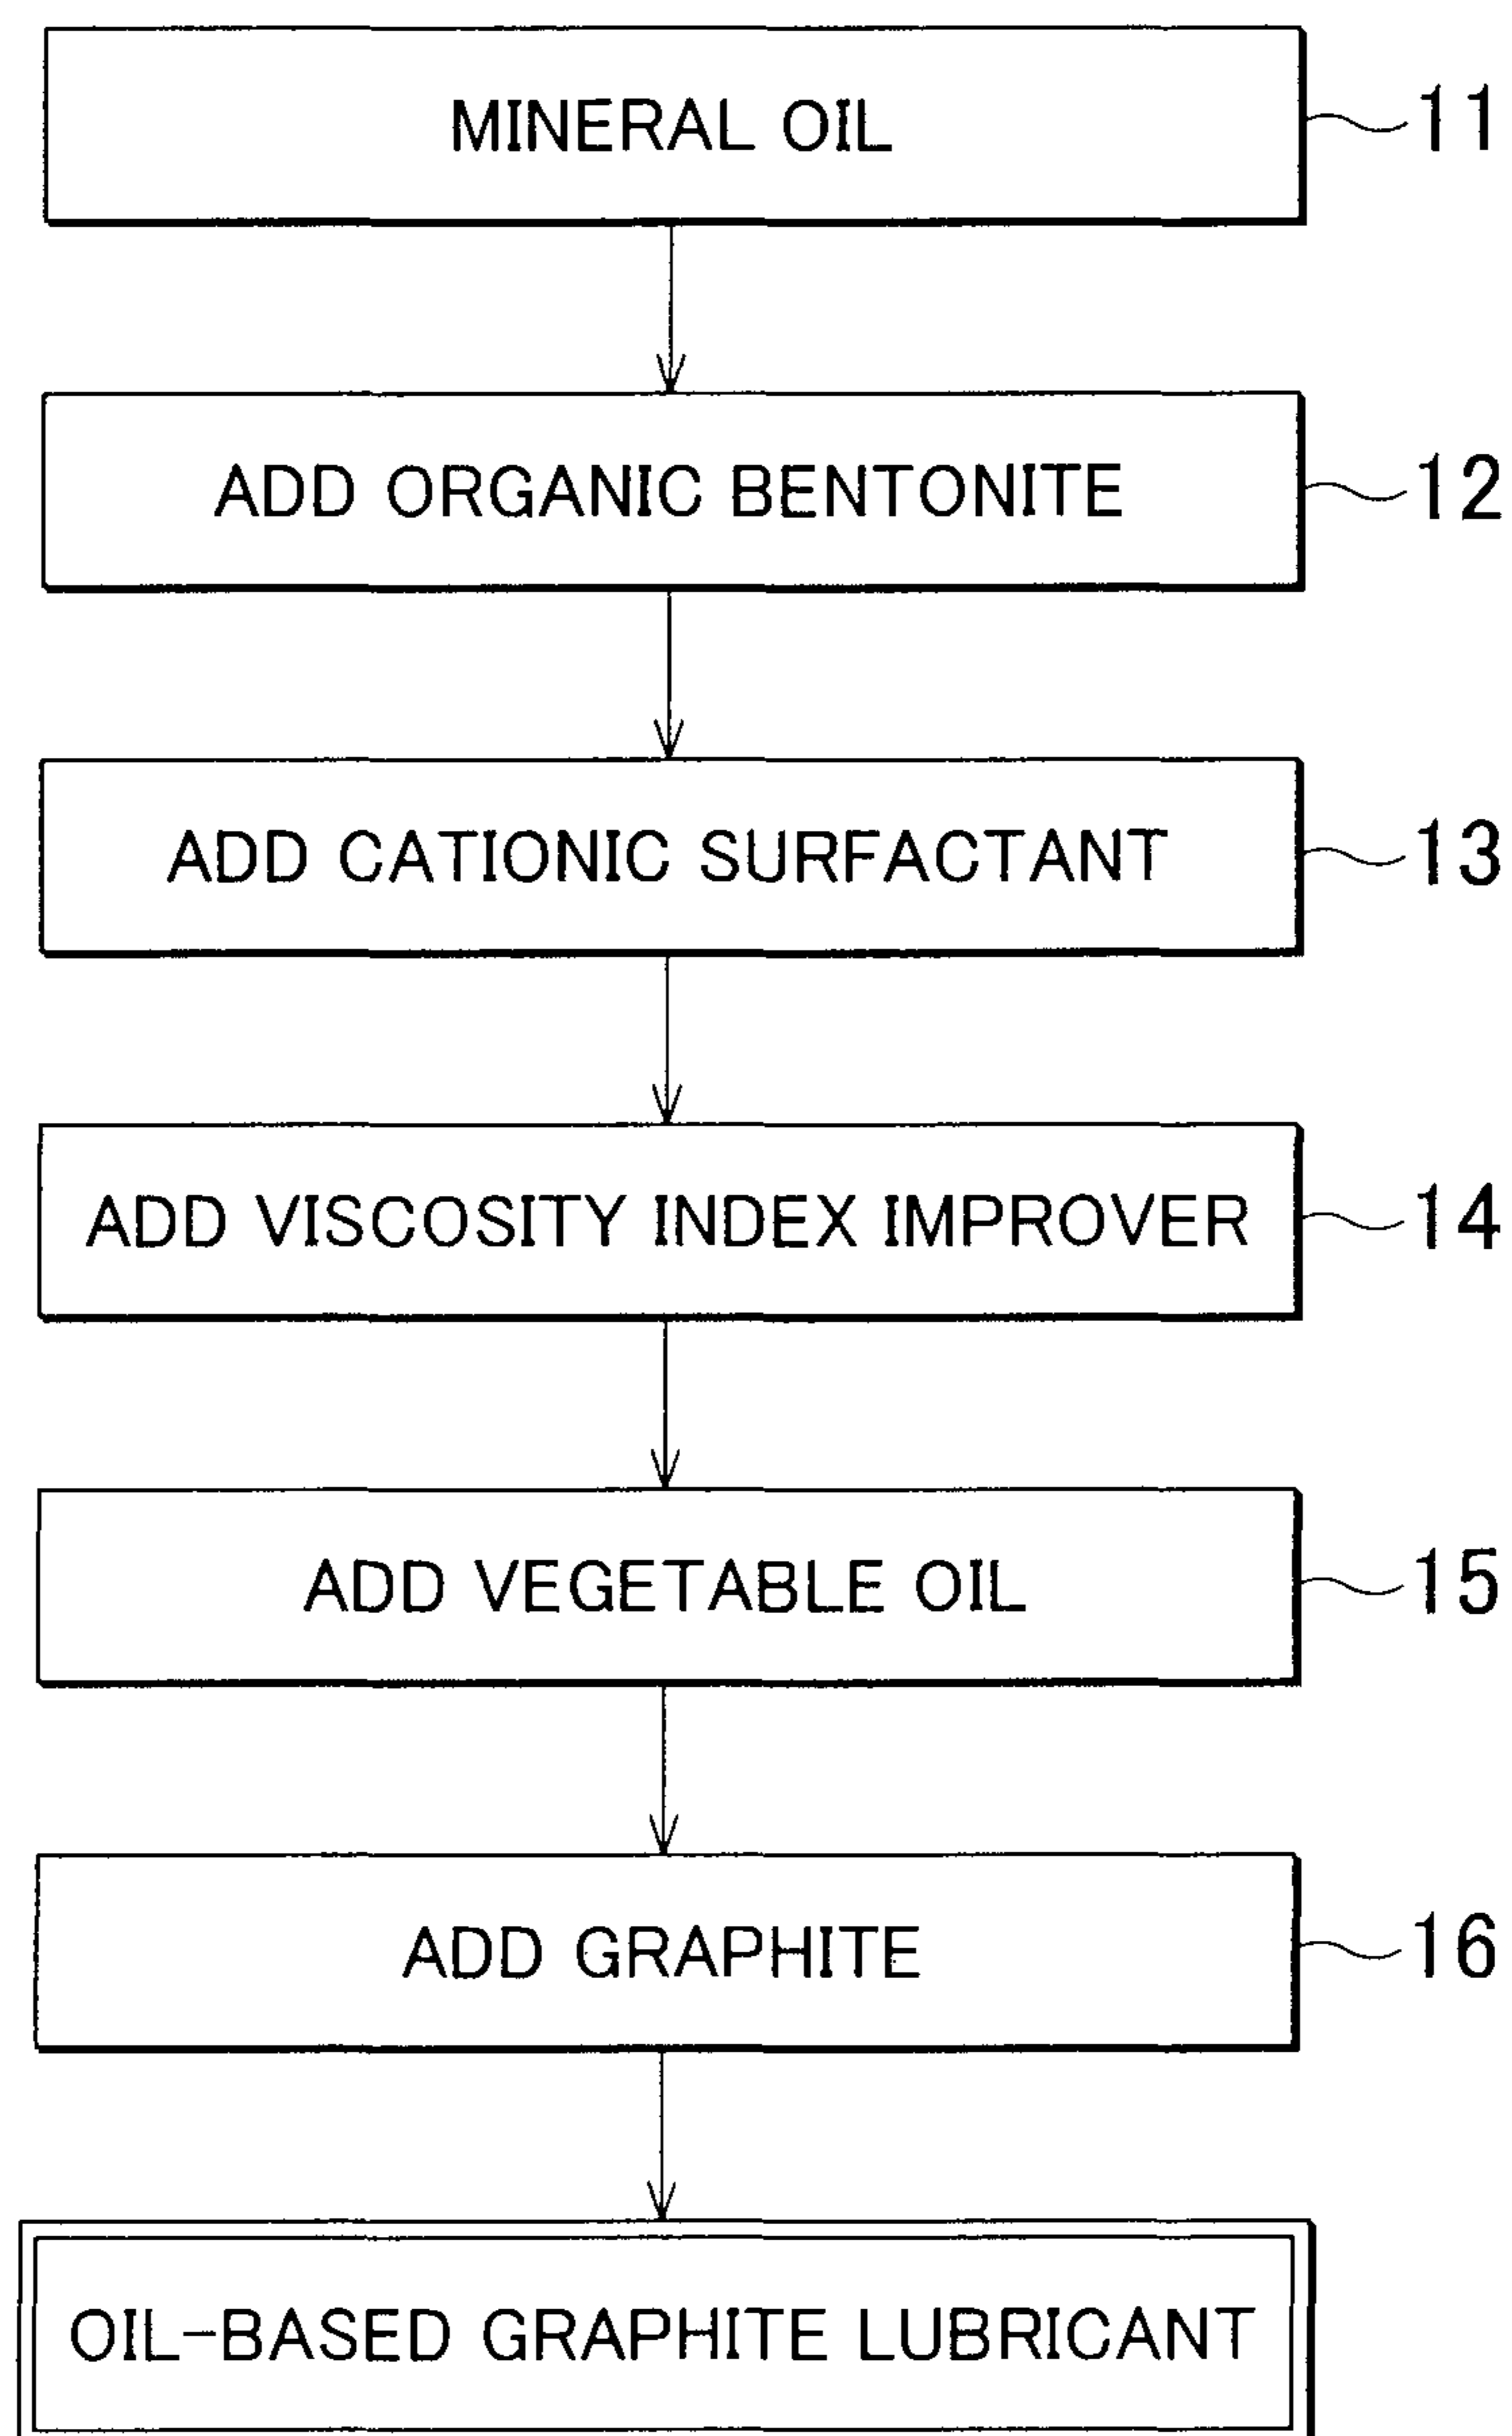 MINERAL OIL 11
ADD ORGANIC BENTONITE 12
ADD CATIONIC SURFACTANT 13
ADD VISCOSITY INDEX IMPROVER 14
ADD VEGETABLE OIL 15
ADD GRAPHITE 16
OIL-BASED GRAPHITE LUBRICANT